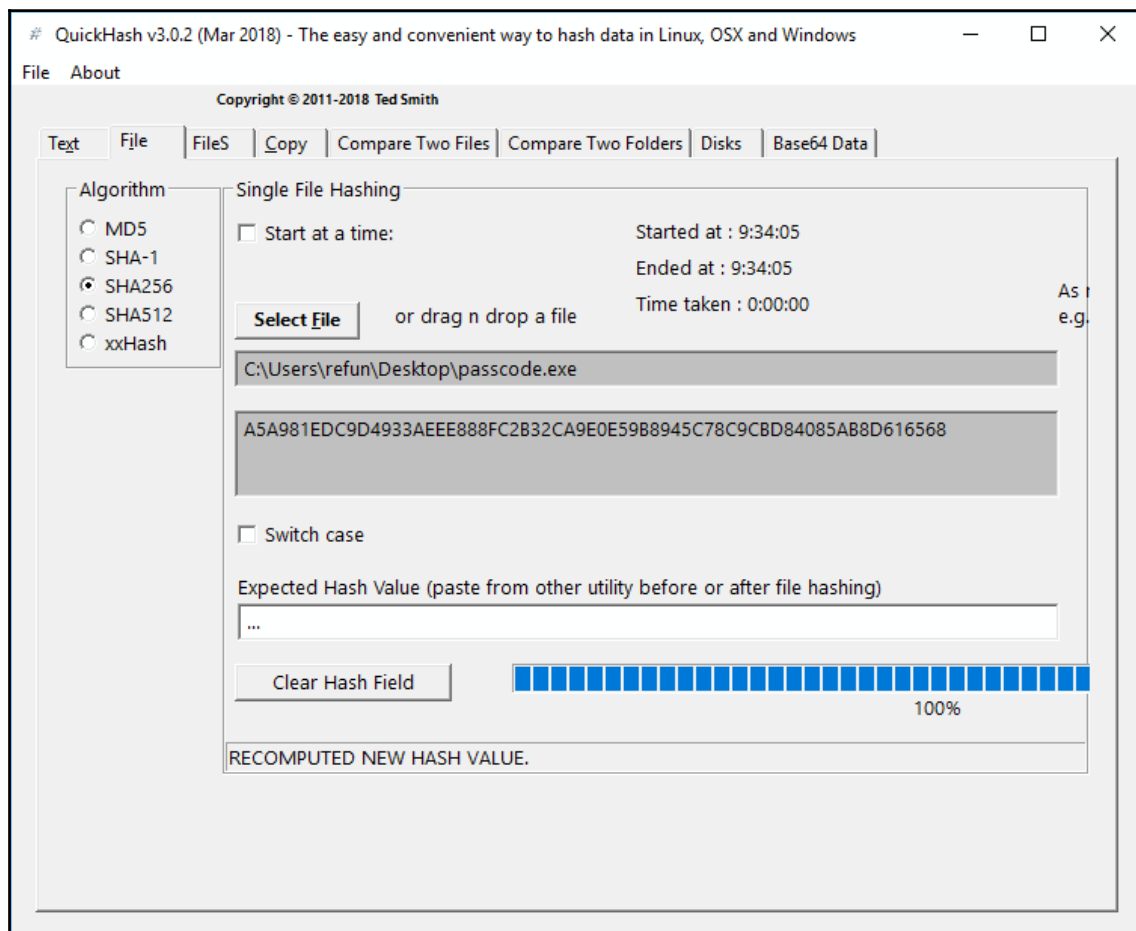 # QuickHash v3.0.2 (Mar 2018) - The easy and convenient way to hash data in Linux, OSX and Windows
File About
Copyright © 2011-2018 Ted Smith
Text File FileS Copy Compare Two Files Compare Two Folders Disks Base64 Data
Algorithm
MD5
SHA-1
SHA256
SHA512
xxHash
Single File Hashing
Start at a time:
Started at : 9:34:05
Ended at : 9:34:05
Time taken : 0:00:00
As
e.g.
Select File or drag n drop a file
C:\Users\refun\Desktop\passcode.exe
A5A981EDC9D4933AEEE888FC2B32CA9E0E59B8945C78C9CBD84085AB8D616568
Switch case
Expected Hash Value (paste from other utility before or after file hashing)
...
Clear Hash Field
100%
RECOMPUTED NEW HASH VALUE.